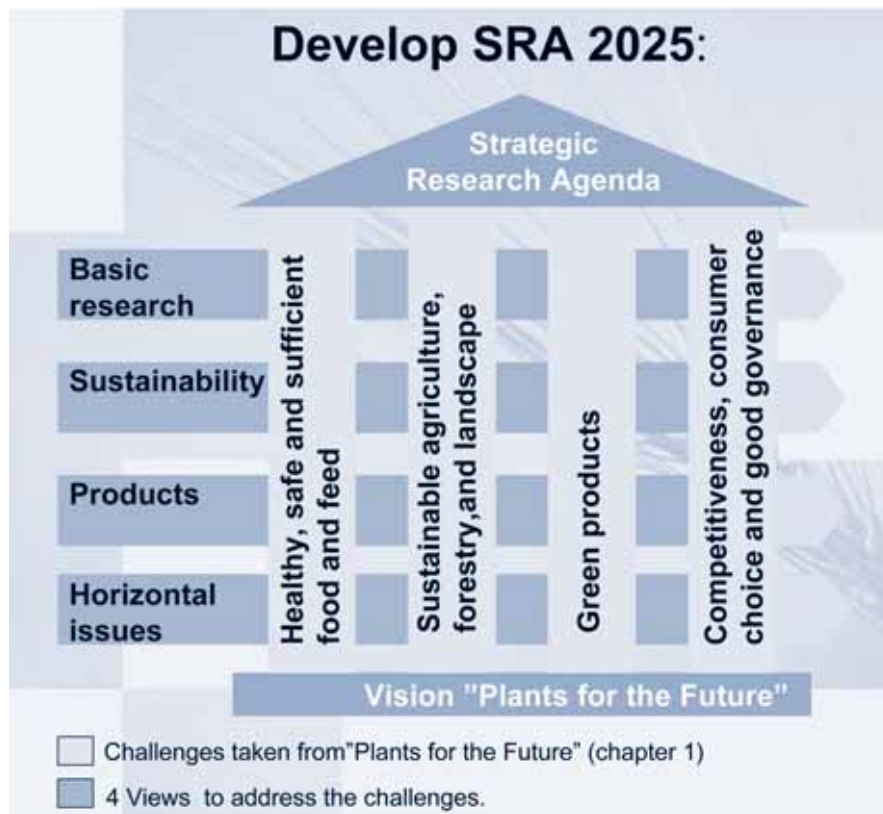 Develop SRA 2025:
Strategic
Research Agenda
Basic
research
Sustainability
Products
Horizontal
issues
Healthy, safe and sufficient
food and feed
Sustainable agriculture,
forestry,and landscape
Green products
Competitiveness, consumer
choice and good governance
Vision ”Plants for the Future”
Challenges taken from”Plants for the Future” (chapter 1)
4 Views to address the challenges.